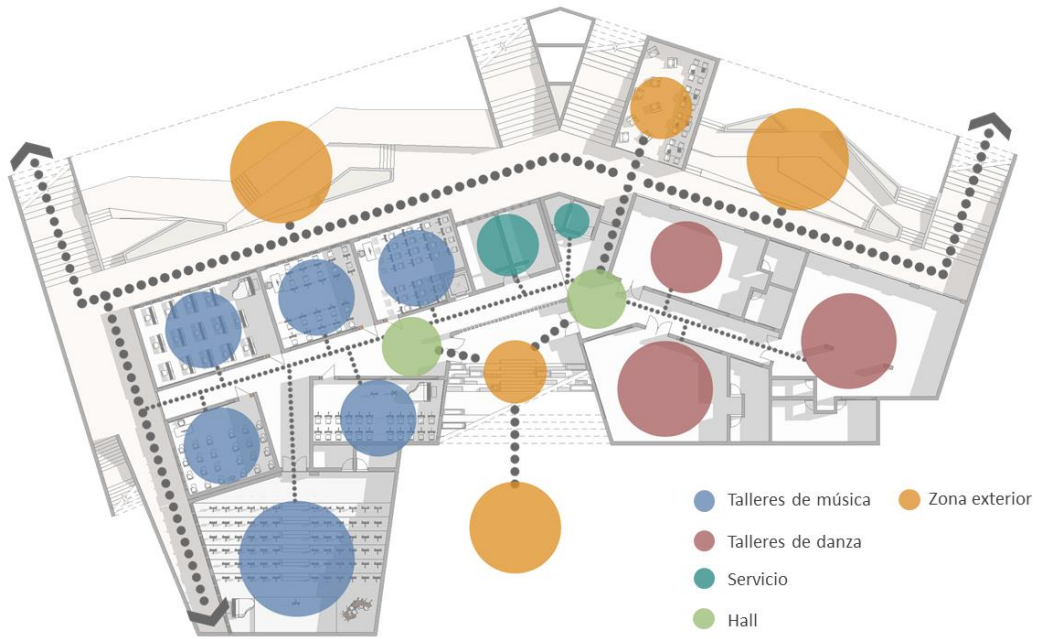 Talleres de música
Zona exterior
Talleres de danza
Servicio
Hall